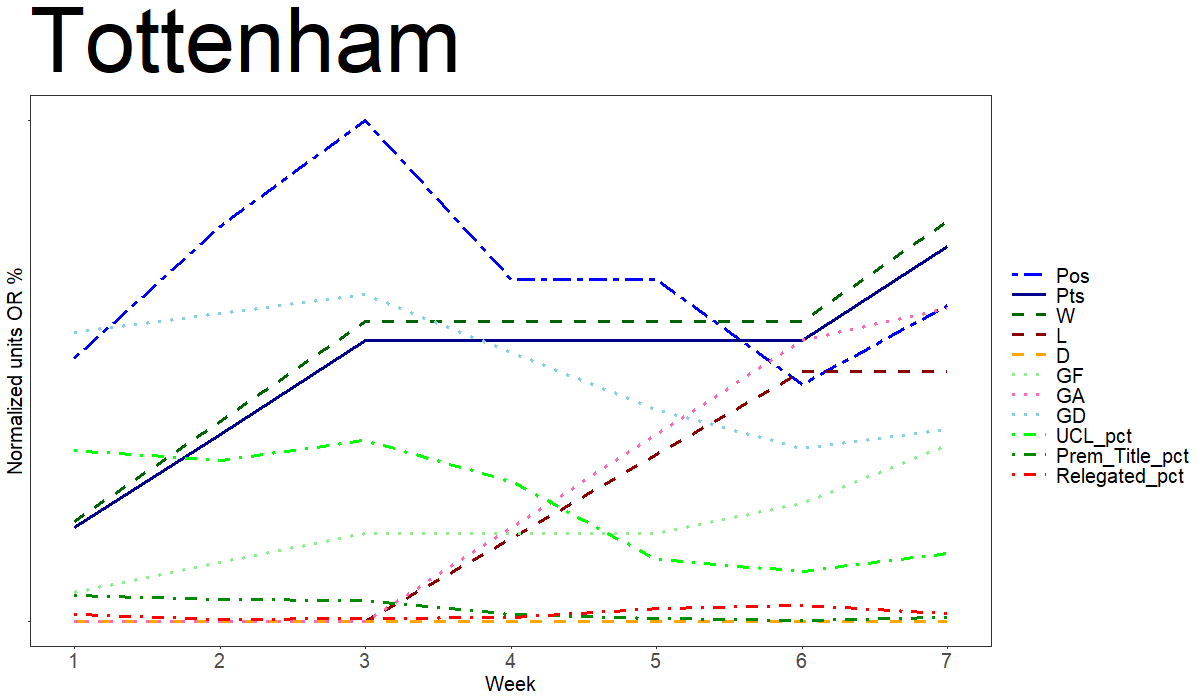 Tottenham
Normalized units OR %
1 2 3 4 5 6 7
Week
Pos
Pts
W
L
D
GF
GA
GD
UCL_pct
Prem_Title_pct
Relegated_pct